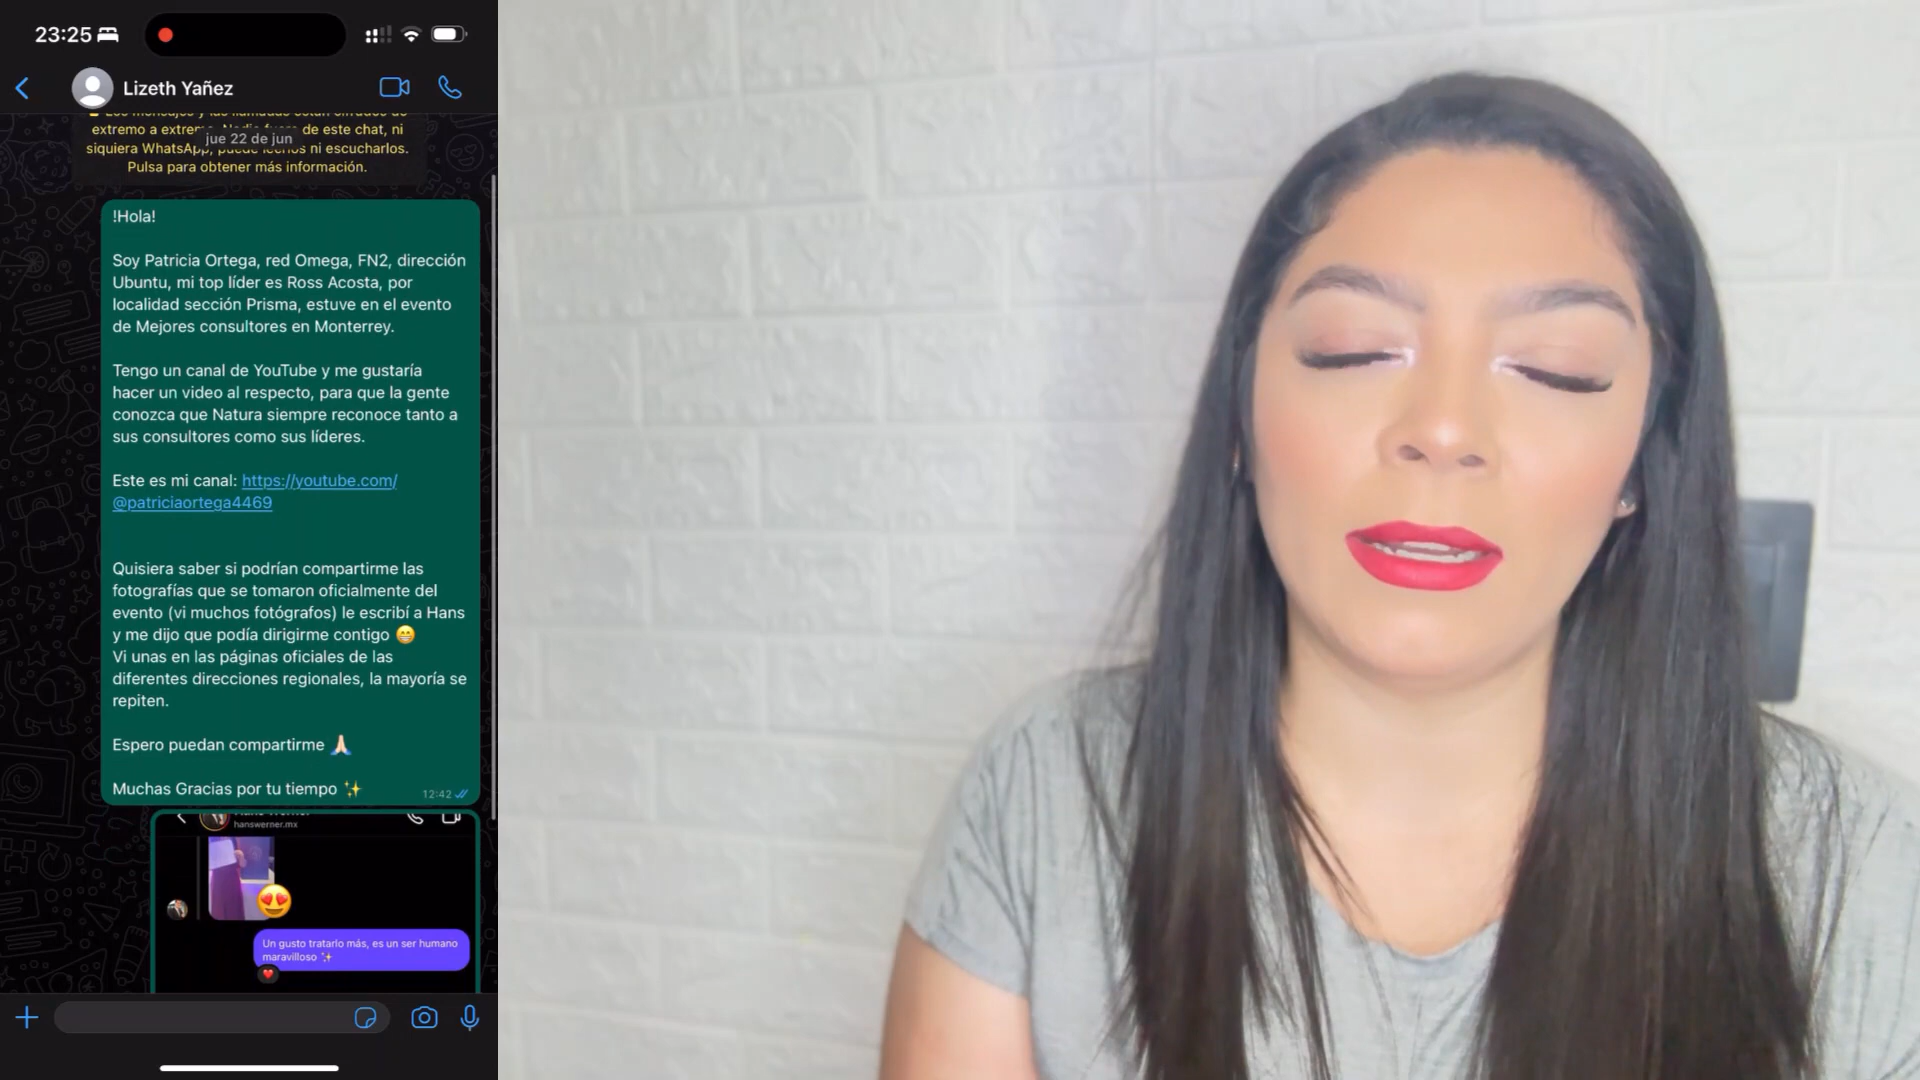 23:25
Lizeth Yañez
extremo a extremo. Nadie fuera de este chat, ni
jue 22 de jun
siquiera WhatsApp, puede leerlos ni escucharlos.
Pulsa para obtener más información.
!Hola!
Soy Patricia Ortega, red Omega, FN2, dirección
Ubuntu, mi top líder es Ross Acosta, por
localidad sección Prisma, estuve en el evento
de Mejores consultores en Monterrey.
Tengo un canal de YouTube y me gustaría
hacer un video al respecto, para que la gente
conozca que Natura siempre reconoce tanto a
sus consultores como sus líderes.
Este es mi canal: https://youtube.com/
@patriciaortega4469
Quisiera saber si podrían compartirme las
fotografías que se tomaron oficialmente del
evento (vi muchos fotógrafos) le escribí a Hans
y me dijo que podía dirigirme contigo 😁
Vi unas en las páginas oficiales de las
diferentes direcciones regionales, la mayoría se
repiten.
Espero puedan compartirme 🙏🏻
Muchas Gracias por tu tiempo ✨
12:42
hanswerner.mx
Un gusto tratarlo más, es un ser humano
maravilloso ✨